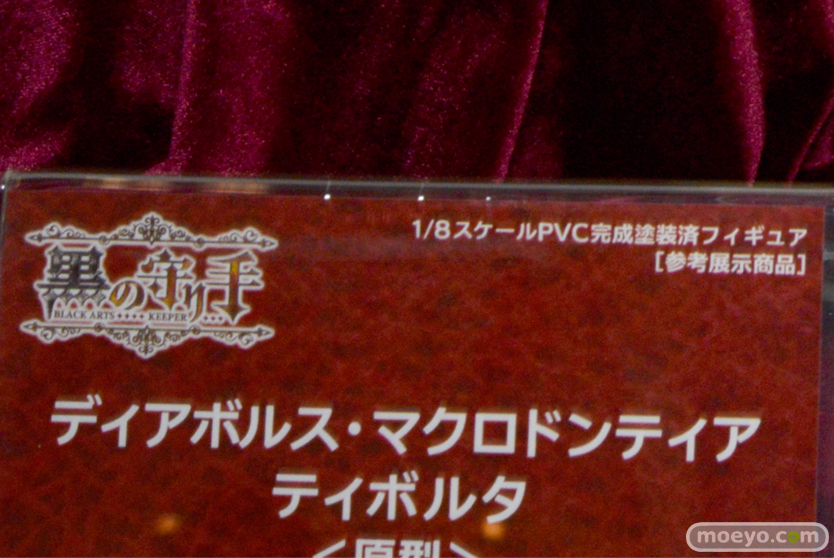 1/8スケールPVC完成塗装済フィギュア
[参考展示商品]
黒の守り手
BLACK ARTS KEEPER
ディアボルス・マクロドンティア
ティボルタ
<原型>
moeyo.com